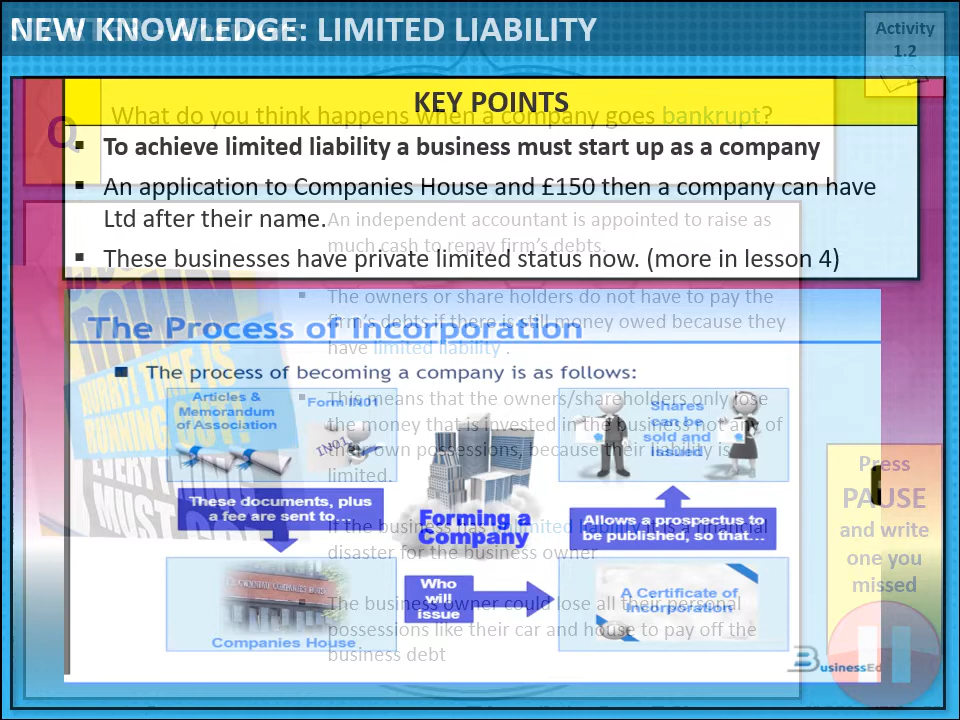 NEW KNOWLEDGE: LIMITED LIABILITY
Activity
1.2
KEY POINTS
What do you think happens when a company goes bankrupt?
Q
▪ To achieve limited liability a business must start up as a company
▪ An application to Companies House and £150 then a company can have
Ltd after their name.
▪ An independent accountant is appointed to raise as
much cash to repay firm's debts.
▪ These businesses have private limited status now. (more in lesson 4)
▪ The owners or share holders do not have to pay the
firm's debts if there is still money owed because they
have limited liability .
The Process of Incorporation
■ The process of becoming a company is as follows:
▪ This means that the owners/shareholders only lose
the money that is invested in the business not any of
their own possessions, because their liability is
limited.
Articles &
Memorandum
of Association
Form IN01
IN01
Shares
can be
sold and
issued
These documents, plus
a fee are sent to...
Forming a
Company
Allows a prospectus to
be published, so that...
If the business has unlimited liability it is a financial
disaster for the business owner
Who
will
issue
A Certificate of
Incorporation
Companies House
▪ The business owner could lose all their personal
possessions like their car and house to pay off the
business debt
HURRY! TIME IS
RUNNING OUT!
EVERYTHING
MUST
Press
PAUSE
and write
one you
missed
BusinessEd